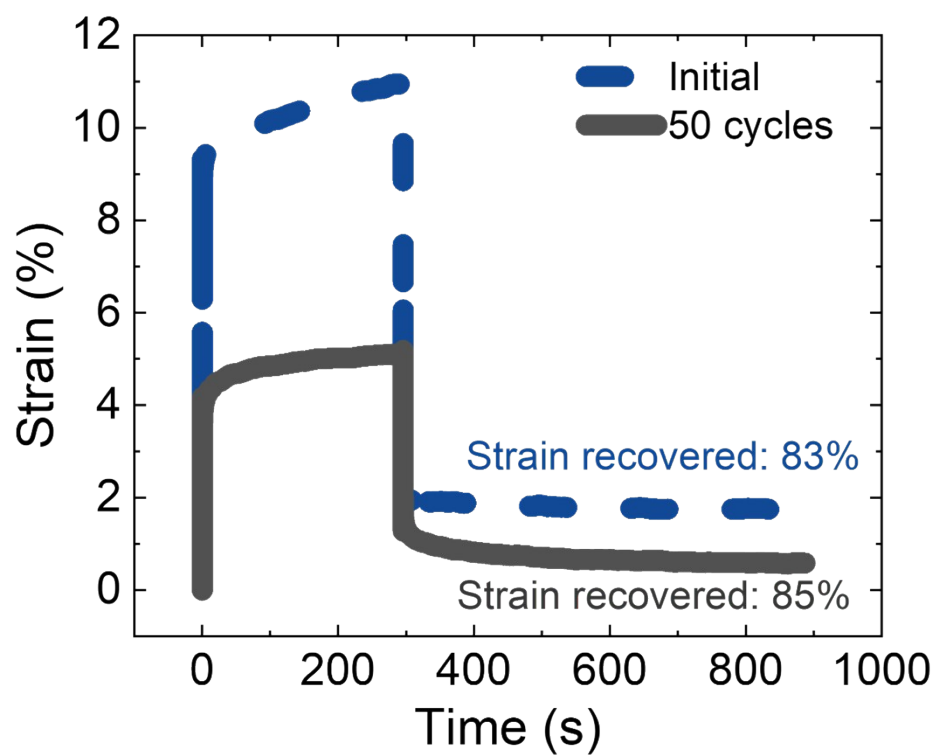 12
10
8
6
4
2
0
Strain (%)
Initial
50 cycles
Strain recovered: 83%
Strain recovered: 85%
0 200 400 600 800 1000
Time (s)